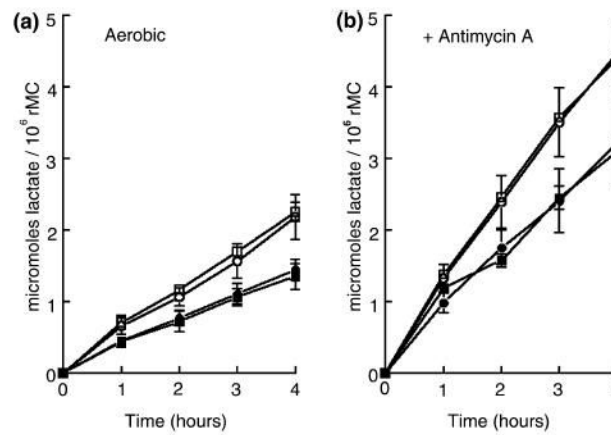 (a)
Aerobic
5
4
3
2
1
0
0 1 2 3 4
Time (hours)
micromoles lactate / 10⁶ rMC
(b)
+ Antimycin A
5
4
3
2
1
0
0 1 2 3
Time (hours)
micromoles lactate / 10⁶ rMC